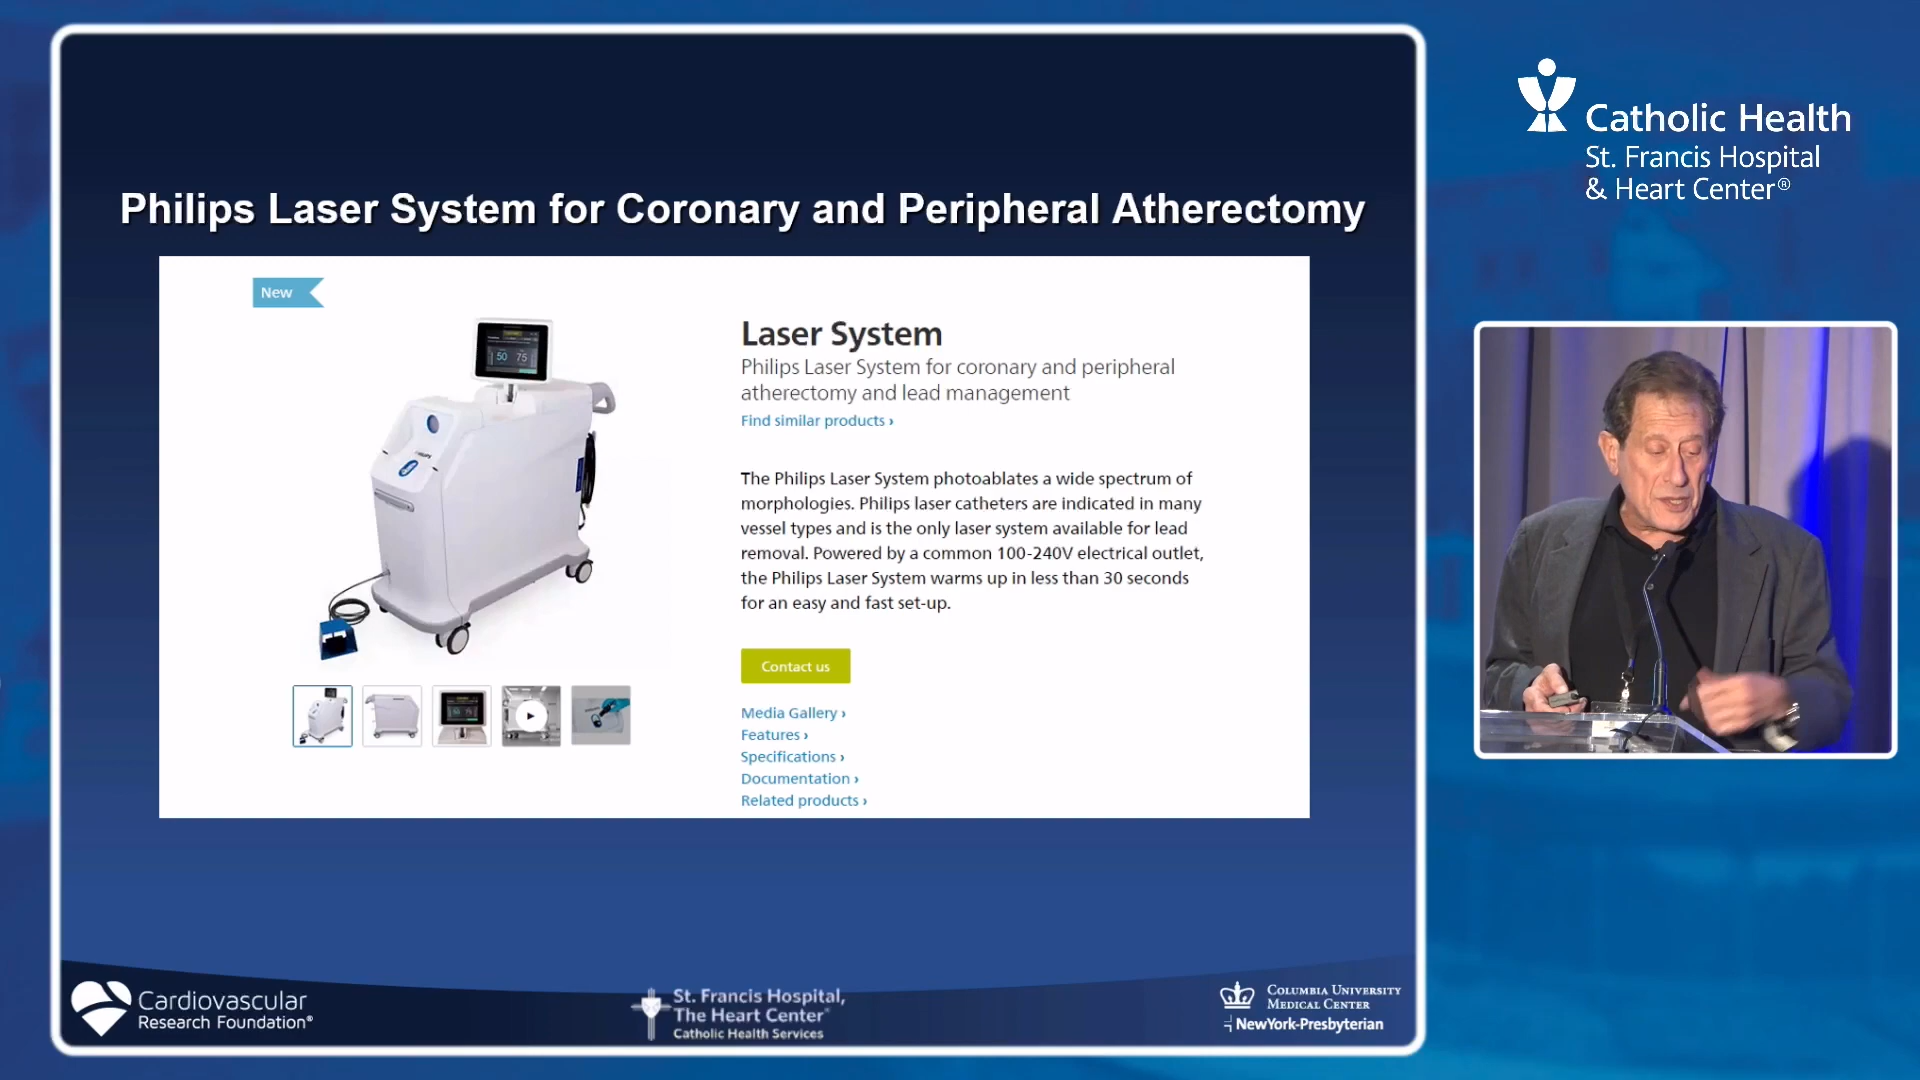 Catholic Health
St. Francis Hospital
& Heart Center®
Philips Laser System for Coronary and Peripheral Atherectomy
New
50 75
Laser System
Philips Laser System for coronary and peripheral
atherectomy and lead management
Find similar products ›
The Philips Laser System photoablates a wide spectrum of
morphologies. Philips laser catheters are indicated in many
vessel types and is the only laser system available for lead
removal. Powered by a common 100-240V electrical outlet,
the Philips Laser System warms up in less than 30 seconds
for an easy and fast set-up.
Contact us
Media Gallery ›
Features ›
Specifications ›
Documentation ›
Related products ›
Cardiovascular
Research Foundation®
St. Francis Hospital,
The Heart Center
Catholic Health Services
COLUMBIA UNIVERSITY
MEDICAL CENTER
NewYork-Presbyterian